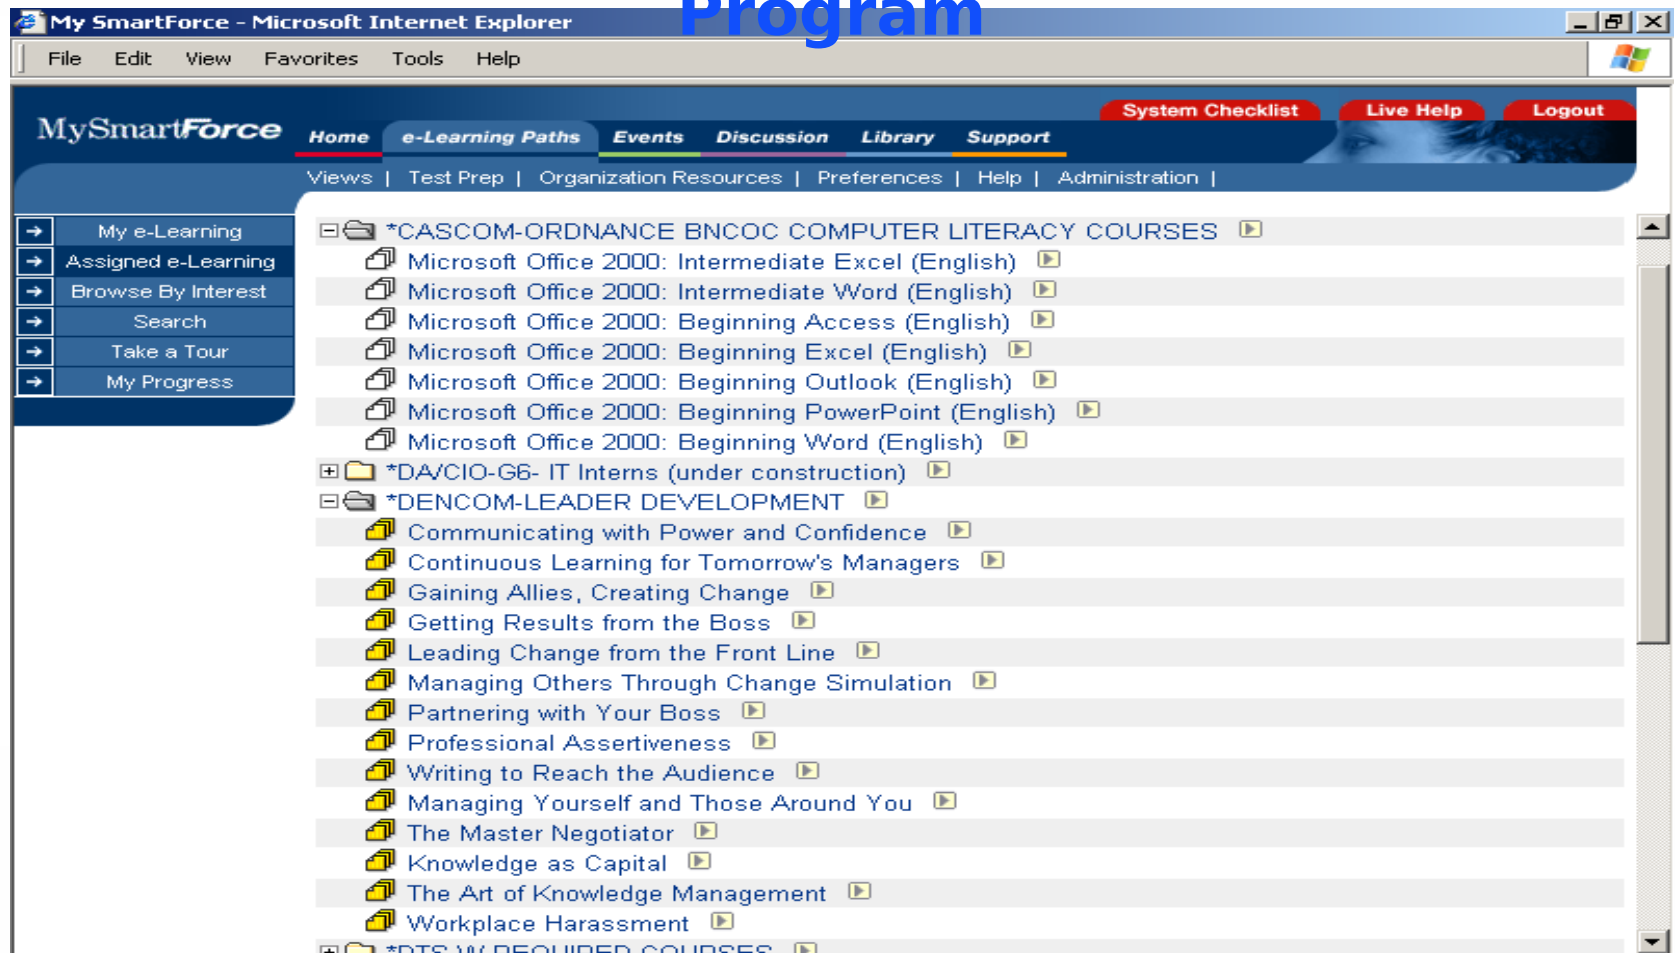 Program
My SmartForce - Microsoft Internet Explorer
File Edit View Favorites Tools Help
System Checklist Live Help Logout
MySmartForce Home e-Learning Paths Events Discussion Library Support
Views | Test Prep | Organization Resources | Preferences | Help | Administration |
My e-Learning
Assigned e-Learning
Browse By Interest
Search
Take a Tour
My Progress
*CASCOM-ORDNANCE BNCOC COMPUTER LITERACY COURSES
Microsoft Office 2000: Intermediate Excel (English)
Microsoft Office 2000: Intermediate Word (English)
Microsoft Office 2000: Beginning Access (English)
Microsoft Office 2000: Beginning Excel (English)
Microsoft Office 2000: Beginning Outlook (English)
Microsoft Office 2000: Beginning PowerPoint (English)
Microsoft Office 2000: Beginning Word (English)
*DA/CIO-G6- IT Interns (under construction)
*DENCOM-LEADER DEVELOPMENT
Communicating with Power and Confidence
Continuous Learning for Tomorrow's Managers
Gaining Allies, Creating Change
Getting Results from the Boss
Leading Change from the Front Line
Managing Others Through Change Simulation
Partnering with Your Boss
Professional Assertiveness
Writing to Reach the Audience
Managing Yourself and Those Around You
The Master Negotiator
Knowledge as Capital
The Art of Knowledge Management
Workplace Harassment
*DTS-W REQUIRED COURSES